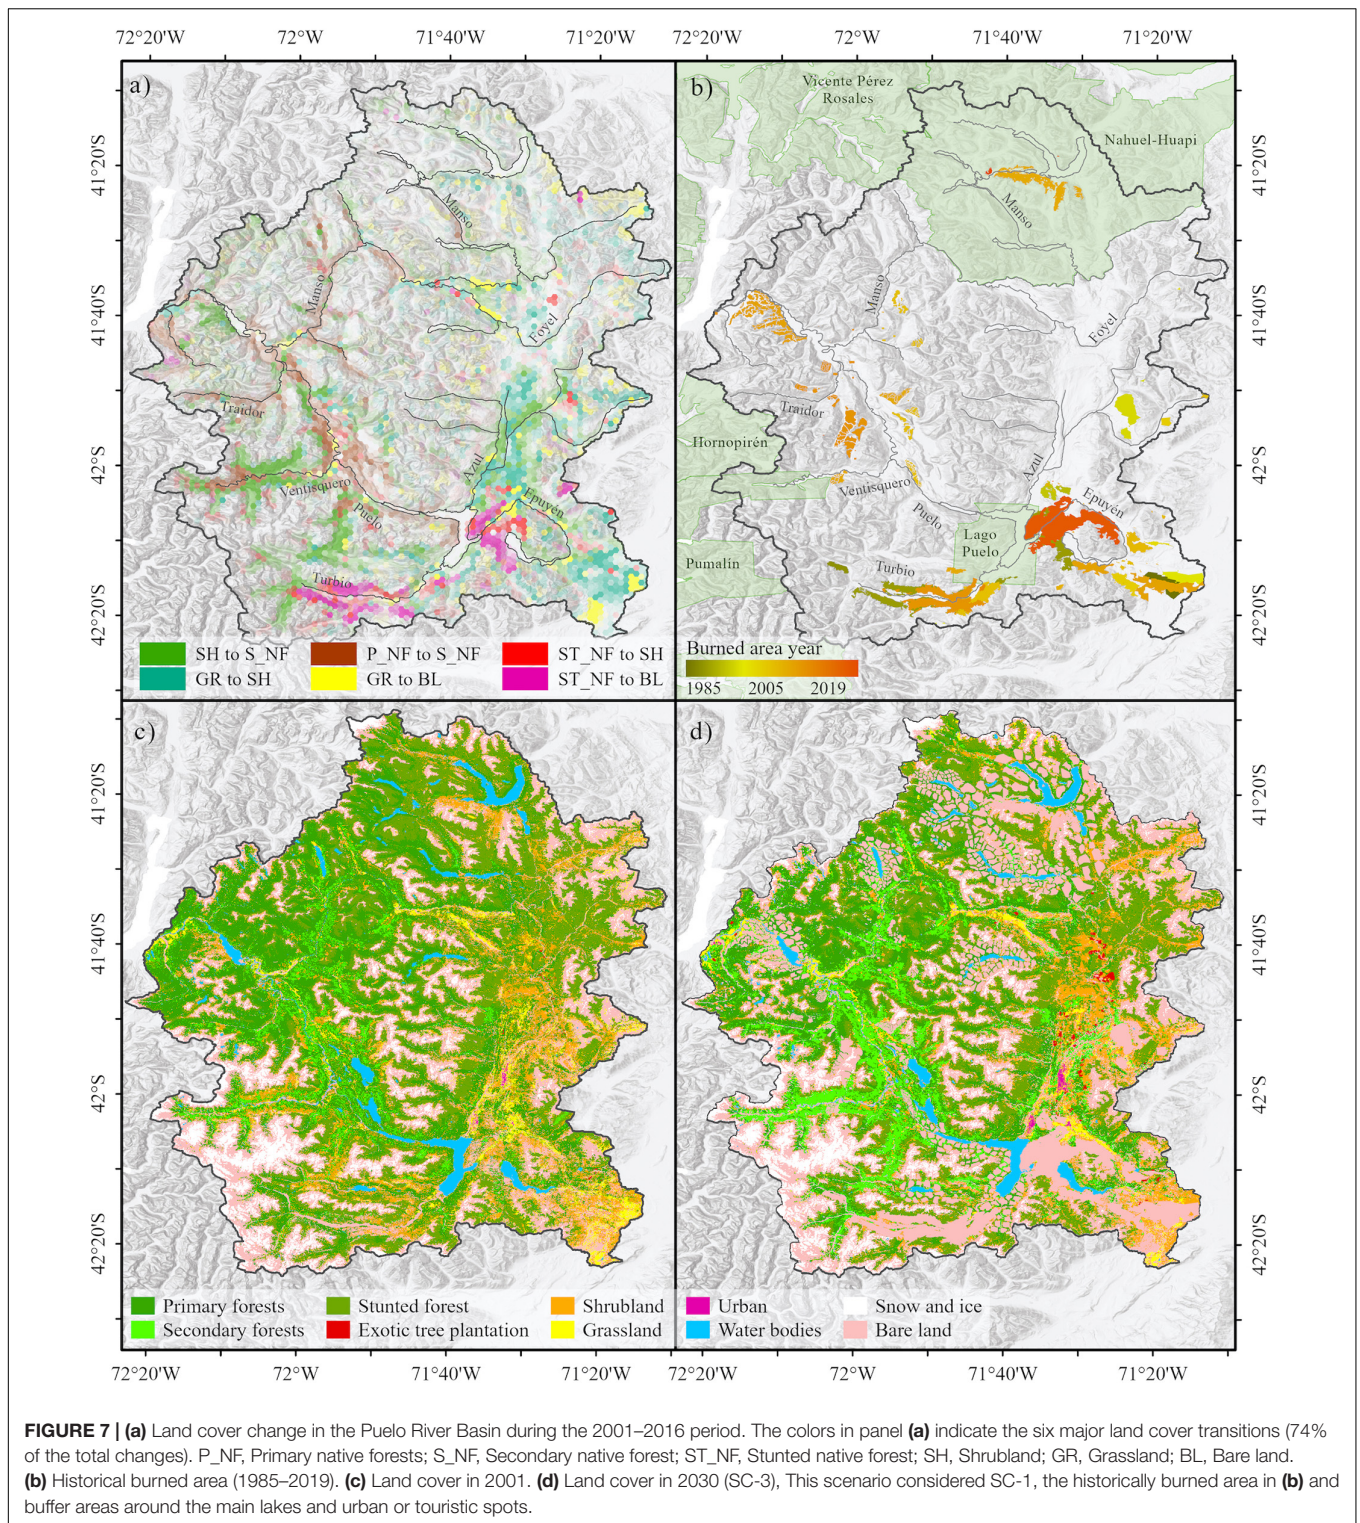 72°20'W 72°W 71°40'W 71°20'W 72°20'W 72°W 71°40'W 71°20'W
a)
41°20'S
41°40'S
42°S
42°20'S
Manso
Manso
Foyel
Traidor
Azul
Ventisquero
Puelo
Epuyén
Turbio
SH to S_NF P_NF to S_NF ST_NF to SH
GR to SH GR to BL ST_NF to BL
b)
Vicente Pérez
Rosales
Nahuel-Huapi
41°20'S
41°40'S
42°S
42°20'S
Manso
Manso
Foyel
Traidor
Hornopirén
Azul
Ventisquero
Puelo
Epuyén
Lago
Puelo
Pumalín
Turbio
Burned area year
1985 2005 2019
c)
41°20'S
41°40'S
42°S
42°20'S
d)
41°20'S
41°40'S
42°S
42°20'S
Primary forests Stunted forest Shrubland Urban Snow and ice
Secondary forests Exotic tree plantation Grassland Water bodies Bare land
72°20'W 72°W 71°40'W 71°20'W 72°20'W 72°W 71°40'W 71°20'W
FIGURE 7 | (a) Land cover change in the Puelo River Basin during the 2001–2016 period. The colors in panel (a) indicate the six major land cover transitions (74%
of the total changes). P_NF, Primary native forests; S_NF, Secondary native forest; ST_NF, Stunted native forest; SH, Shrubland; GR, Grassland; BL, Bare land.
(b) Historical burned area (1985–2019). (c) Land cover in 2001. (d) Land cover in 2030 (SC-3), This scenario considered SC-1, the historically burned area in (b) and
buffer areas around the main lakes and urban or touristic spots.